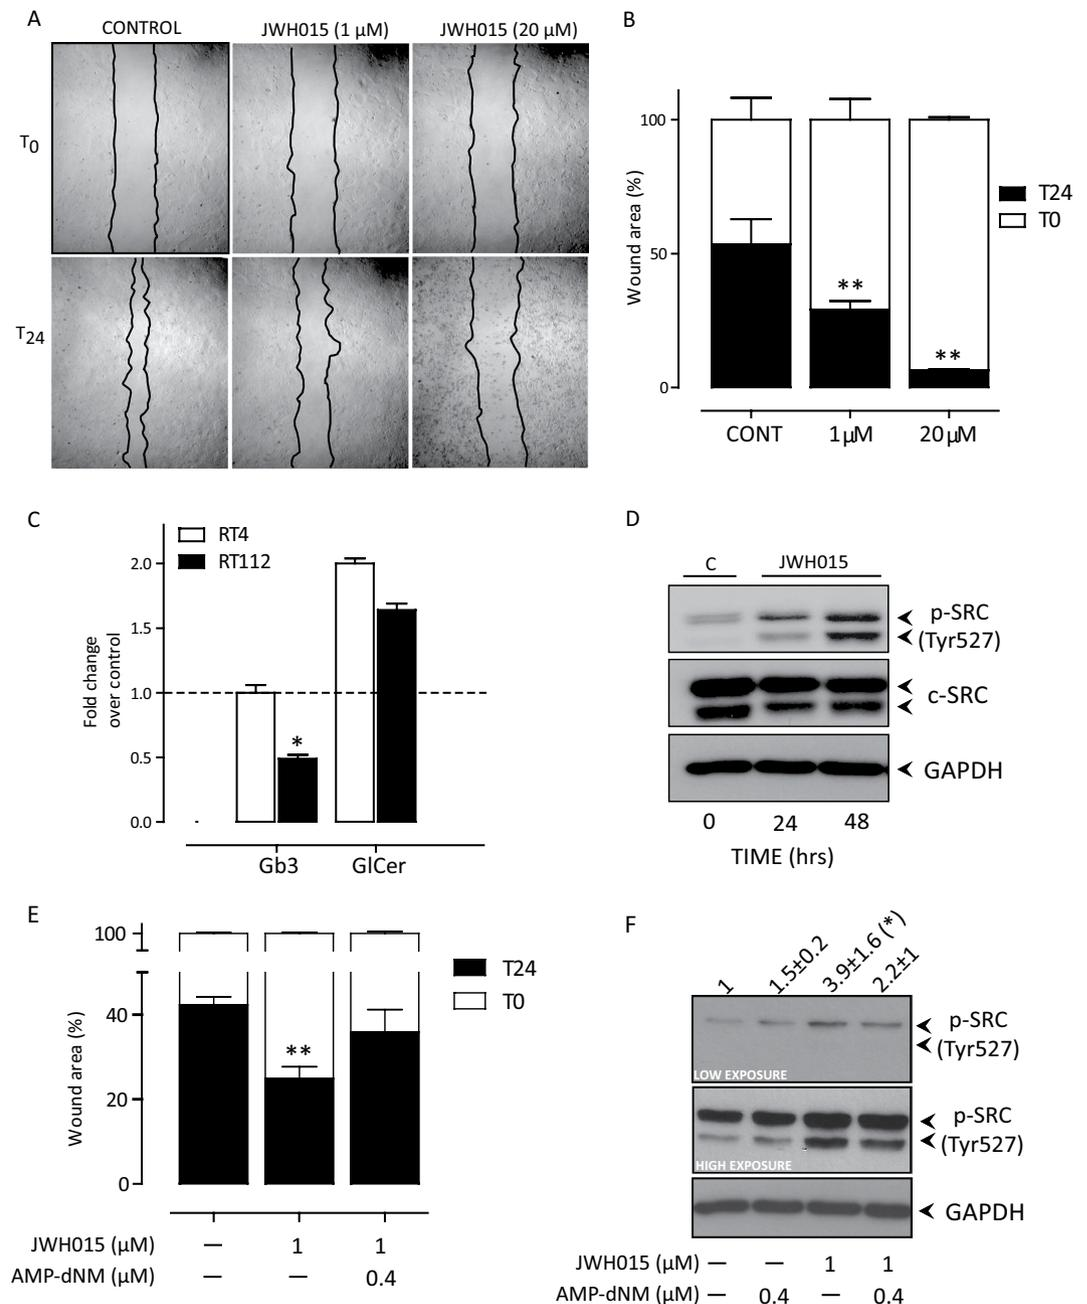 A
CONTROL
JWH015 (1 µM)
JWH015 (20 µM)
T0
T24
B
Wound area (%)
100
50
0
**
**
T24
T0
CONT
1µM
20µM
C
RT4
RT112
Fold change
over control
2.0
1.5
1.0
0.5
0.0
*
Gb3
GlCer
D
C
JWH015
p-SRC
(Tyr527)
c-SRC
GAPDH
0
24
48
TIME (hrs)
E
Wound area (%)
100
40
20
0
**
T24
T0
JWH015 (µM) — 1 1
AMP-dNM (µM) — — 0.4
F
1
1.5±0.2
3.9±1.6 (*)
2.2±1
p-SRC
(Tyr527)
LOW EXPOSURE
p-SRC
(Tyr527)
HIGH EXPOSURE
GAPDH
JWH015 (µM) — — 1 1
AMP-dNM (µM) — 0.4 — 0.4